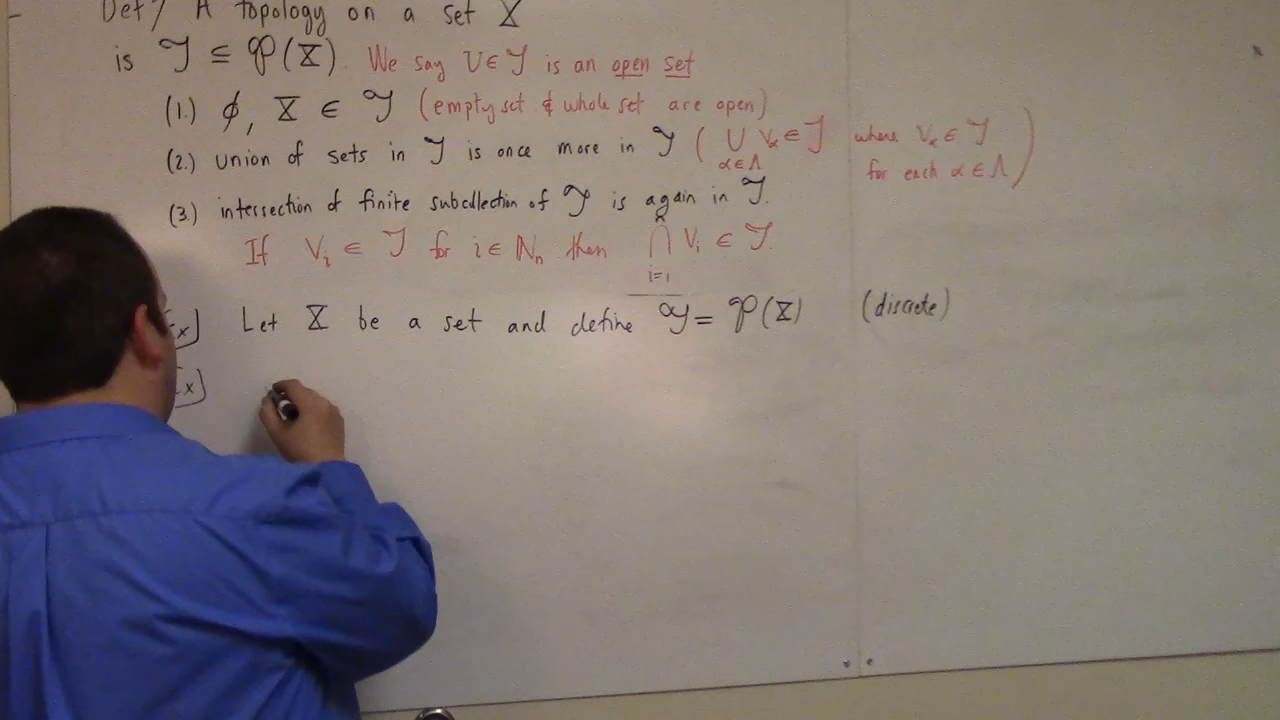 Def/ A topology on a set X
is 𝒯 ⊆ 𝒫(X). We say U ∈ 𝒯 is an open set
(1.) ∅, X ∈ 𝒯 (empty set & whole set are open)
(2.) union of sets in 𝒯 is once more in 𝒯 ( ⋃_{α∈Λ} V_α ∈ 𝒯 where V_α ∈ 𝒯 for each α ∈ Λ )
(3.) intersection of finite subcollection of 𝒯 is again in 𝒯.
If V_i ∈ 𝒯 for i ∈ ℕ_n then ⋂_{i=1}^{n} V_i ∈ 𝒯.
Ex) Let X be a set and define 𝒯 = 𝒫(X) (discrete)
Ex)